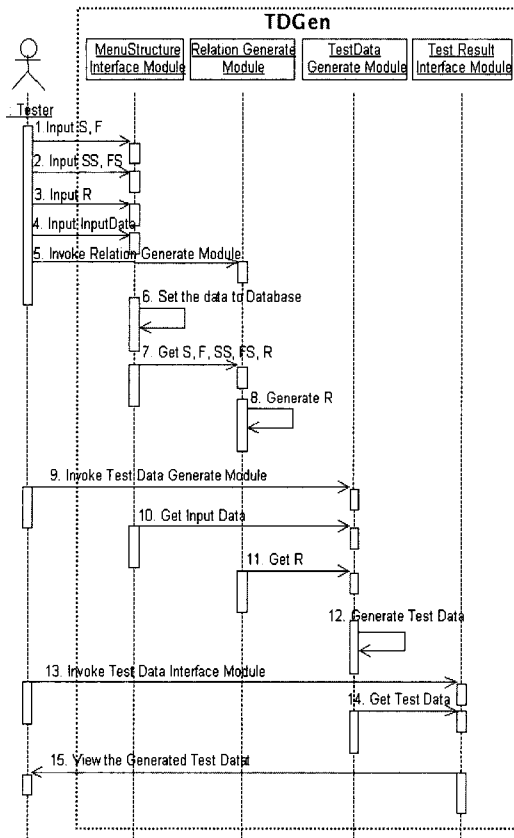 TDGen
MenuStructure
Interface Module
Relation Generate
Module
TestData
Generate Module
Test Result
Interface Module
: Tester
1. Input S, F
2. Input SS, FS
3. Input R
4. Input InputData
5. Invoke Relation Generate Module
6. Set the data to Database
7. Get S, F, SS, FS, R
8. Generate R
9. Invoke Test Data Generate Module
10. Get Input Data
11. Get R
12. Generate Test Data
13. Invoke Test Data Interface Module
14. Get Test Data
15. View the Generated Test Data